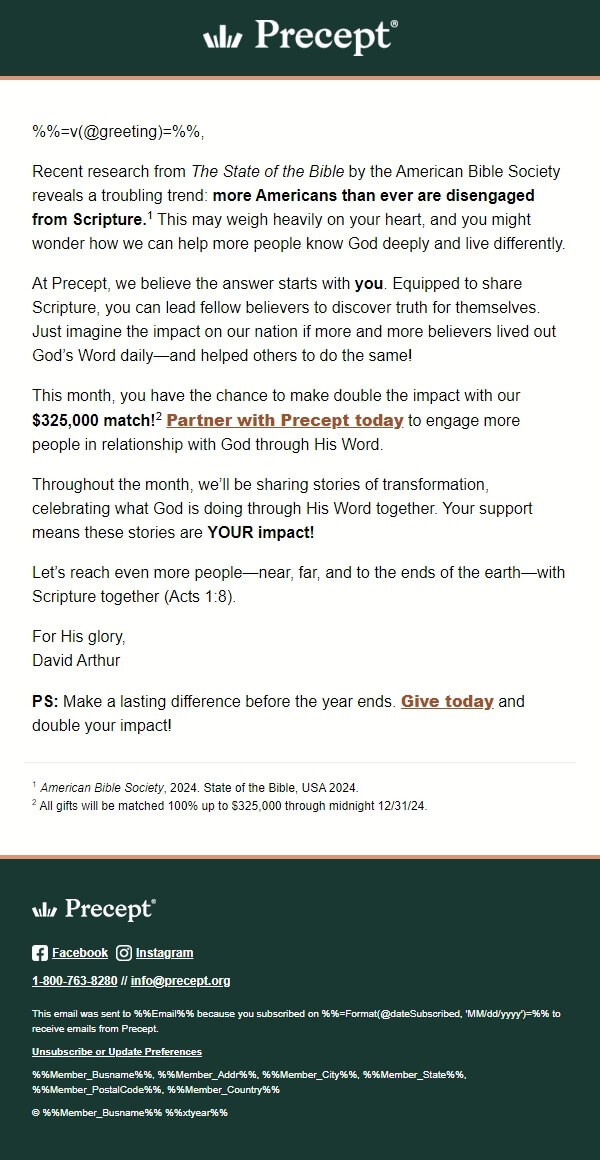 Precept®
%%=v(@greeting)=%%,
Recent research from The State of the Bible by the American Bible Society
reveals a troubling trend: more Americans than ever are disengaged
from Scripture.¹ This may weigh heavily on your heart, and you might
wonder how we can help more people know God deeply and live differently.
At Precept, we believe the answer starts with you. Equipped to share
Scripture, you can lead fellow believers to discover truth for themselves.
Just imagine the impact on our nation if more and more believers lived out
God’s Word daily—and helped others to do the same!
This month, you have the chance to make double the impact with our
$325,000 match!² Partner with Precept today to engage more
people in relationship with God through His Word.
Throughout the month, we’ll be sharing stories of transformation,
celebrating what God is doing through His Word together. Your support
means these stories are YOUR impact!
Let’s reach even more people—near, far, and to the ends of the earth—with
Scripture together (Acts 1:8).
For His glory,
David Arthur
PS: Make a lasting difference before the year ends. Give today and
double your impact!
¹ American Bible Society, 2024. State of the Bible, USA 2024.
² All gifts will be matched 100% up to $325,000 through midnight 12/31/24.
Precept®
Facebook Instagram
1-800-763-8280 // info@precept.org
This email was sent to %%Email%% because you subscribed on %%=Format(@dateSubscribed, 'MM/dd/yyyy')=%% to
receive emails from Precept.
Unsubscribe or Update Preferences
%%Member_Busname%%, %%Member_Addr%%, %%Member_City%%, %%Member_State%%,
%%Member_PostalCode%%, %%Member_Country%%
© %%Member_Busname%% %%xtyear%%